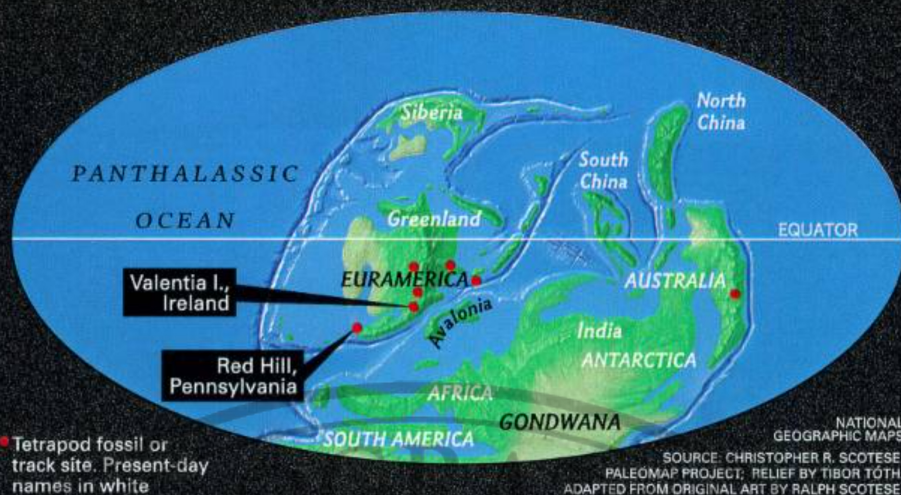 Siberia
North
China
PANTHALASSIC
OCEAN
South
China
Greenland
EQUATOR
Valentia I.,
Ireland
EURAMERICA
AUSTRALIA
Avalonia
India
Red Hill,
Pennsylvania
ANTARCTICA
AFRICA
GONDWANA
SOUTH AMERICA
Tetrapod fossil or
track site. Present-day
names in white
NATIONAL
GEOGRAPHIC MAPS
SOURCE: CHRISTOPHER R. SCOTESE,
PALEOMAP PROJECT; RELIEF BY TIBOR TÓTH
ADAPTED FROM ORIGINAL ART BY RALPH SCOTESE